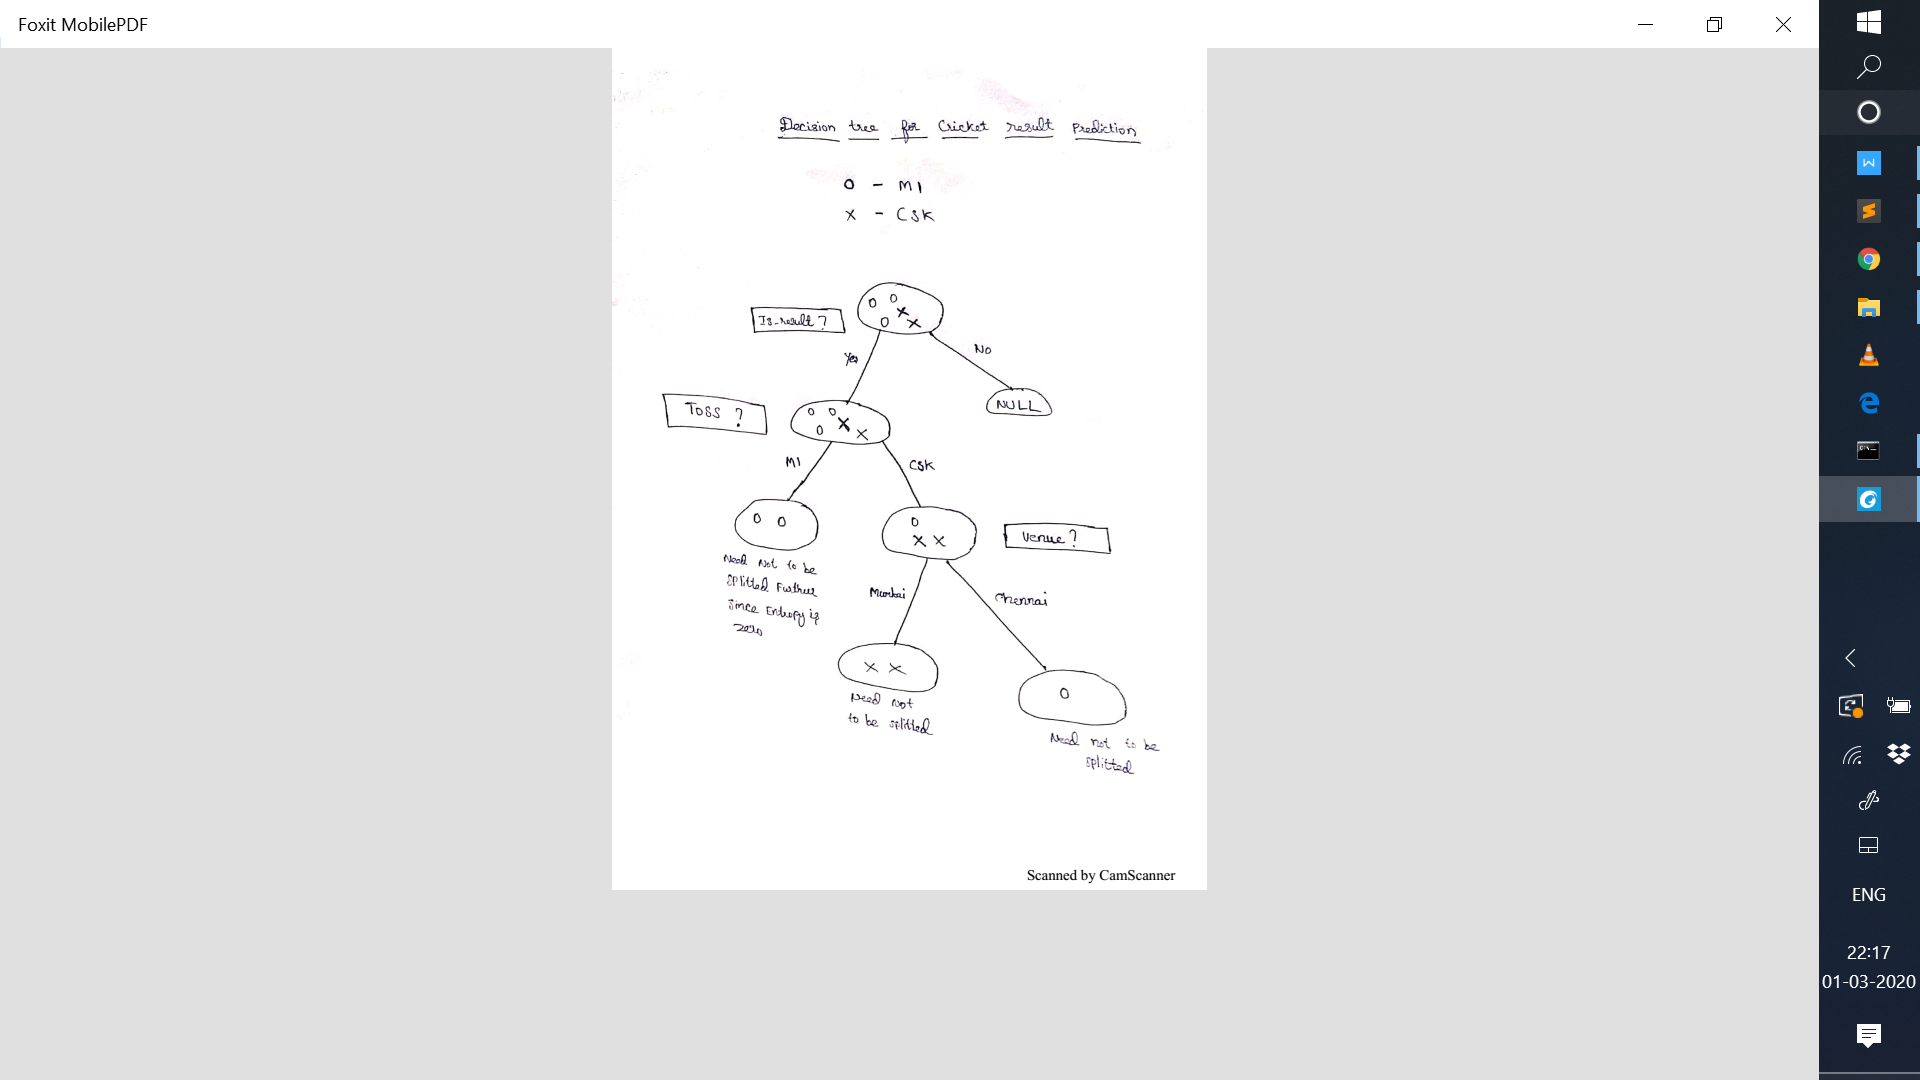 Foxit MobilePDF
Decision tree for Cricket result Prediction
O - MI
X - CSK
O O
X
O X
Is-result ?
Yes
No
NULL
TOSS ?
O O
O X X
MI
CSK
O O
O
X X
Venue ?
Need Not to be
splitted Further
Since Entropy is
zero
Mumbai
Chennai
X X
O
Need Not
to be splitted
Need not to be
splitted
Scanned by CamScanner
ENG
22:17
01-03-2020